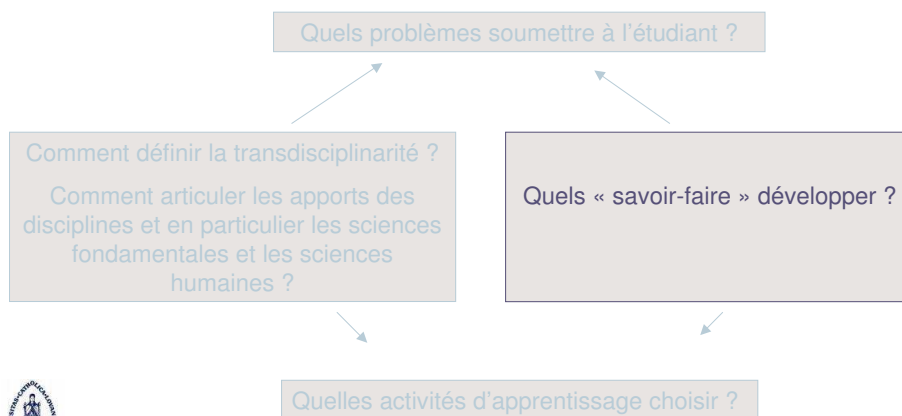 Quels problèmes soumettre à l'étudiant ?
Comment définir la transdisciplinarité ?
Comment articuler les apports des
disciplines et en particulier les sciences
fondamentales et les sciences
humaines ?
Quels « savoir-faire » développer ?
Quelles activités d'apprentissage choisir ?